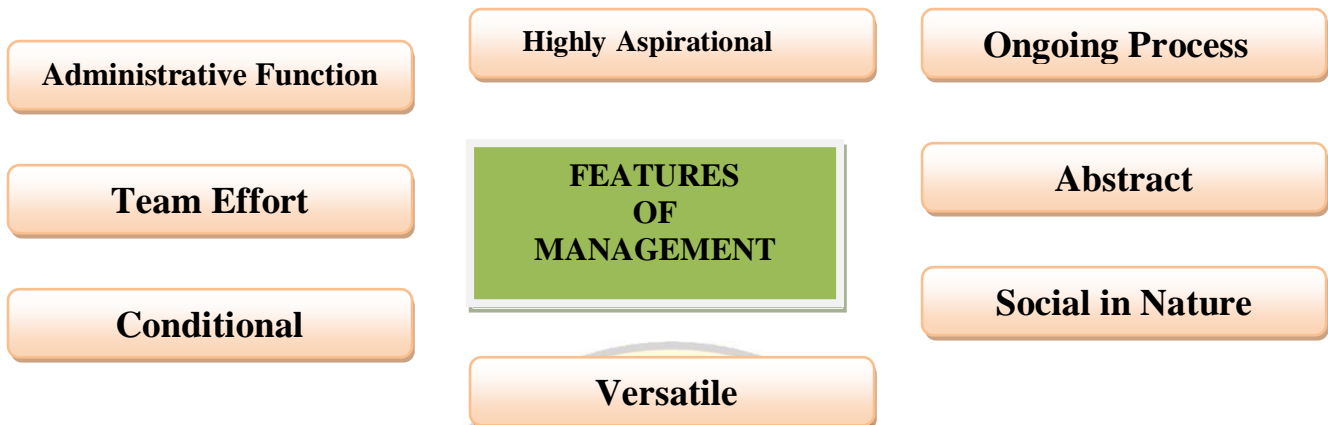 Highly Aspirational
Ongoing Process
Administrative Function
FEATURES
OF
MANAGEMENT
Abstract
Team Effort
Social in Nature
Conditional
Versatile